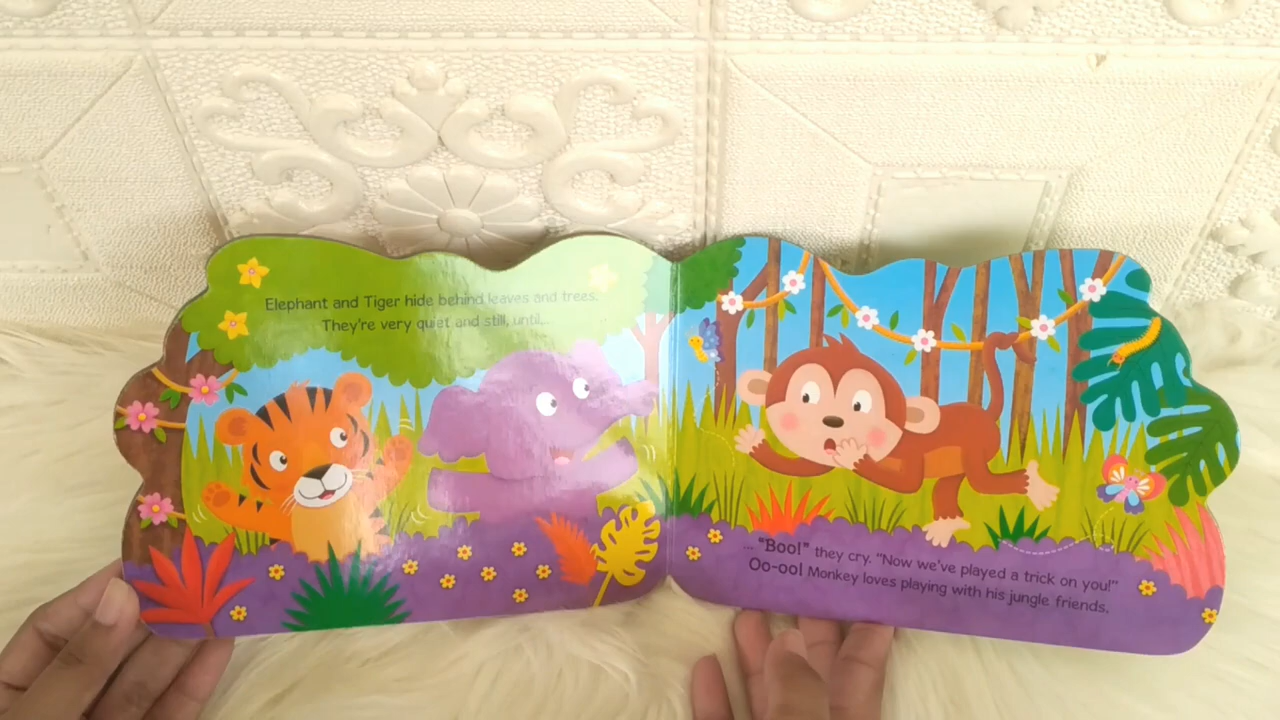 Elephant and Tiger hide behind leaves and trees.
They're very quiet and still, until...
... "Boo!" they cry. "Now we've played a trick on you!"
Oo-oo! Monkey loves playing with his jungle friends.